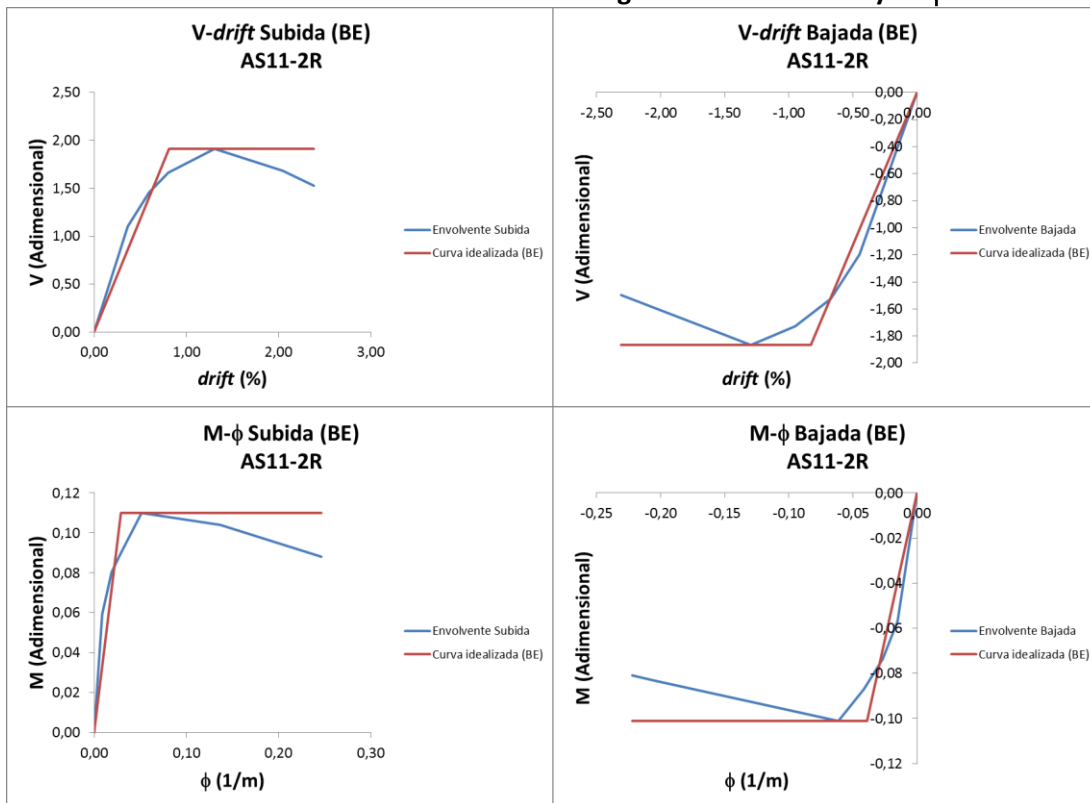 V-drift Subida (BE)
AS11-2R
2,50
2,00
1,50
1,00
0,50
0,00
0,00 1,00 2,00 3,00
V (Adimensional)
drift (%)
Envolvente Subida
Curva idealizada (BE)
V-drift Bajada (BE)
AS11-2R
-2,50 -2,00 -1,50 -1,00 -0,50 0,00
0,00
-0,20
-0,40
-0,60
-0,80
-1,00
-1,20
-1,40
-1,60
-1,80
-2,00
V (Adimensional)
drift (%)
Envolvente Bajada
Curva idealizada (BE)
M-ϕ Subida (BE)
AS11-2R
0,12
0,10
0,08
0,06
0,04
0,02
0,00
0,00 0,10 0,20 0,30
M (Adimensional)
ϕ (1/m)
Envolvente Subida
Curva idealizada (BE)
M-ϕ Bajada (BE)
AS11-2R
-0,25 -0,20 -0,15 -0,10 -0,05 0,00
0,00
-0,02
-0,04
-0,06
-0,08
-0,10
-0,12
M (Adimensional)
ϕ (1/m)
Envolvente Bajada
Curva idealizada (BE)